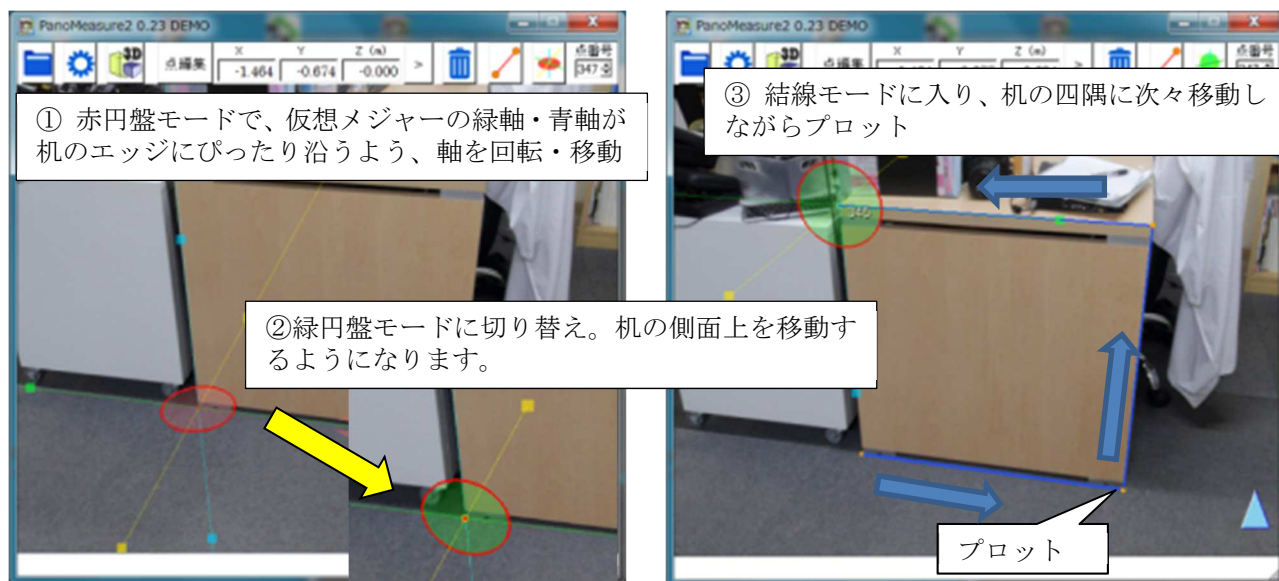 PanoMeasure2 0.23 DEMO
3D
点編集
X Y Z (m)
-1.464 -0.674 -0.000 >
点番号
347
① 赤円盤モードで、仮想メジャーの緑軸・青軸が
机のエッジにぴったり沿うよう、軸を回転・移動
②緑円盤モードに切り替え。机の側面上を移動す
るようになります。
PanoMeasure2 0.23 DEMO
3D
点編集
X Y Z (m)
点番号
③ 結線モードに入り、机の四隅に次々移動し
ながらプロット
346
プロット